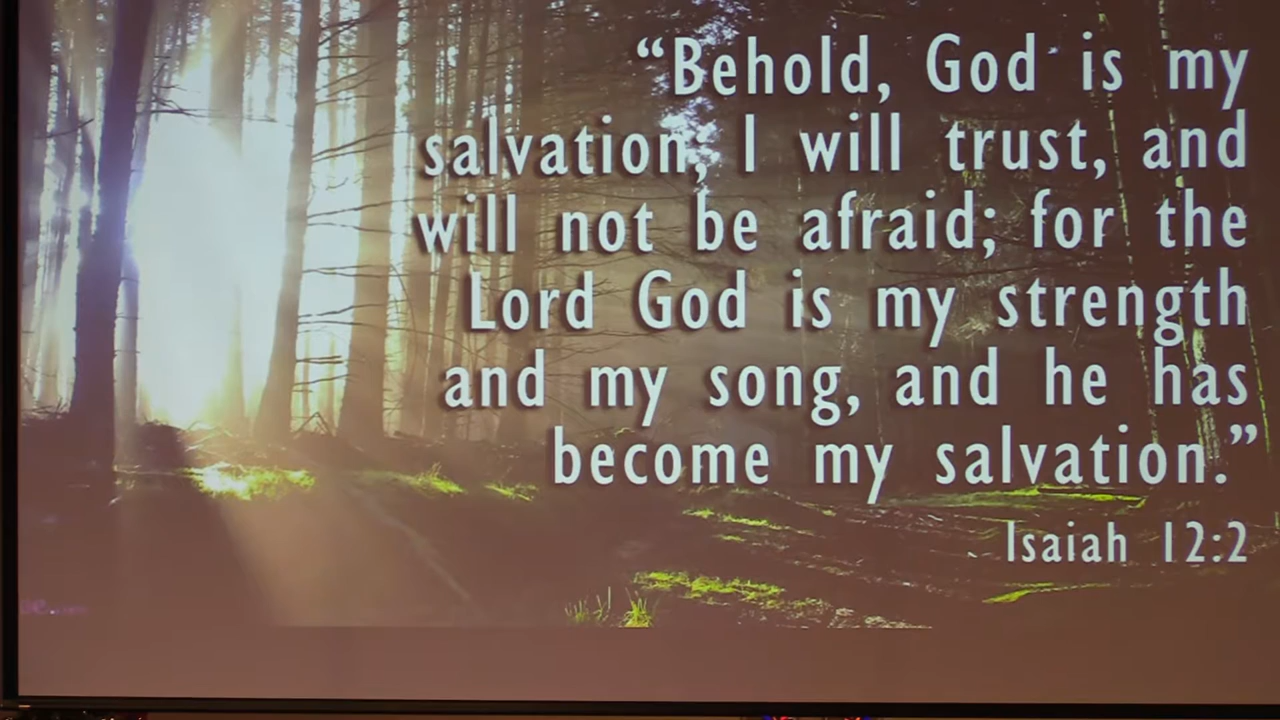 “Behold, God is my
salvation; I will trust, and
will not be afraid; for the
Lord God is my strength
and my song, and he has
become my salvation.”
Isaiah 12:2